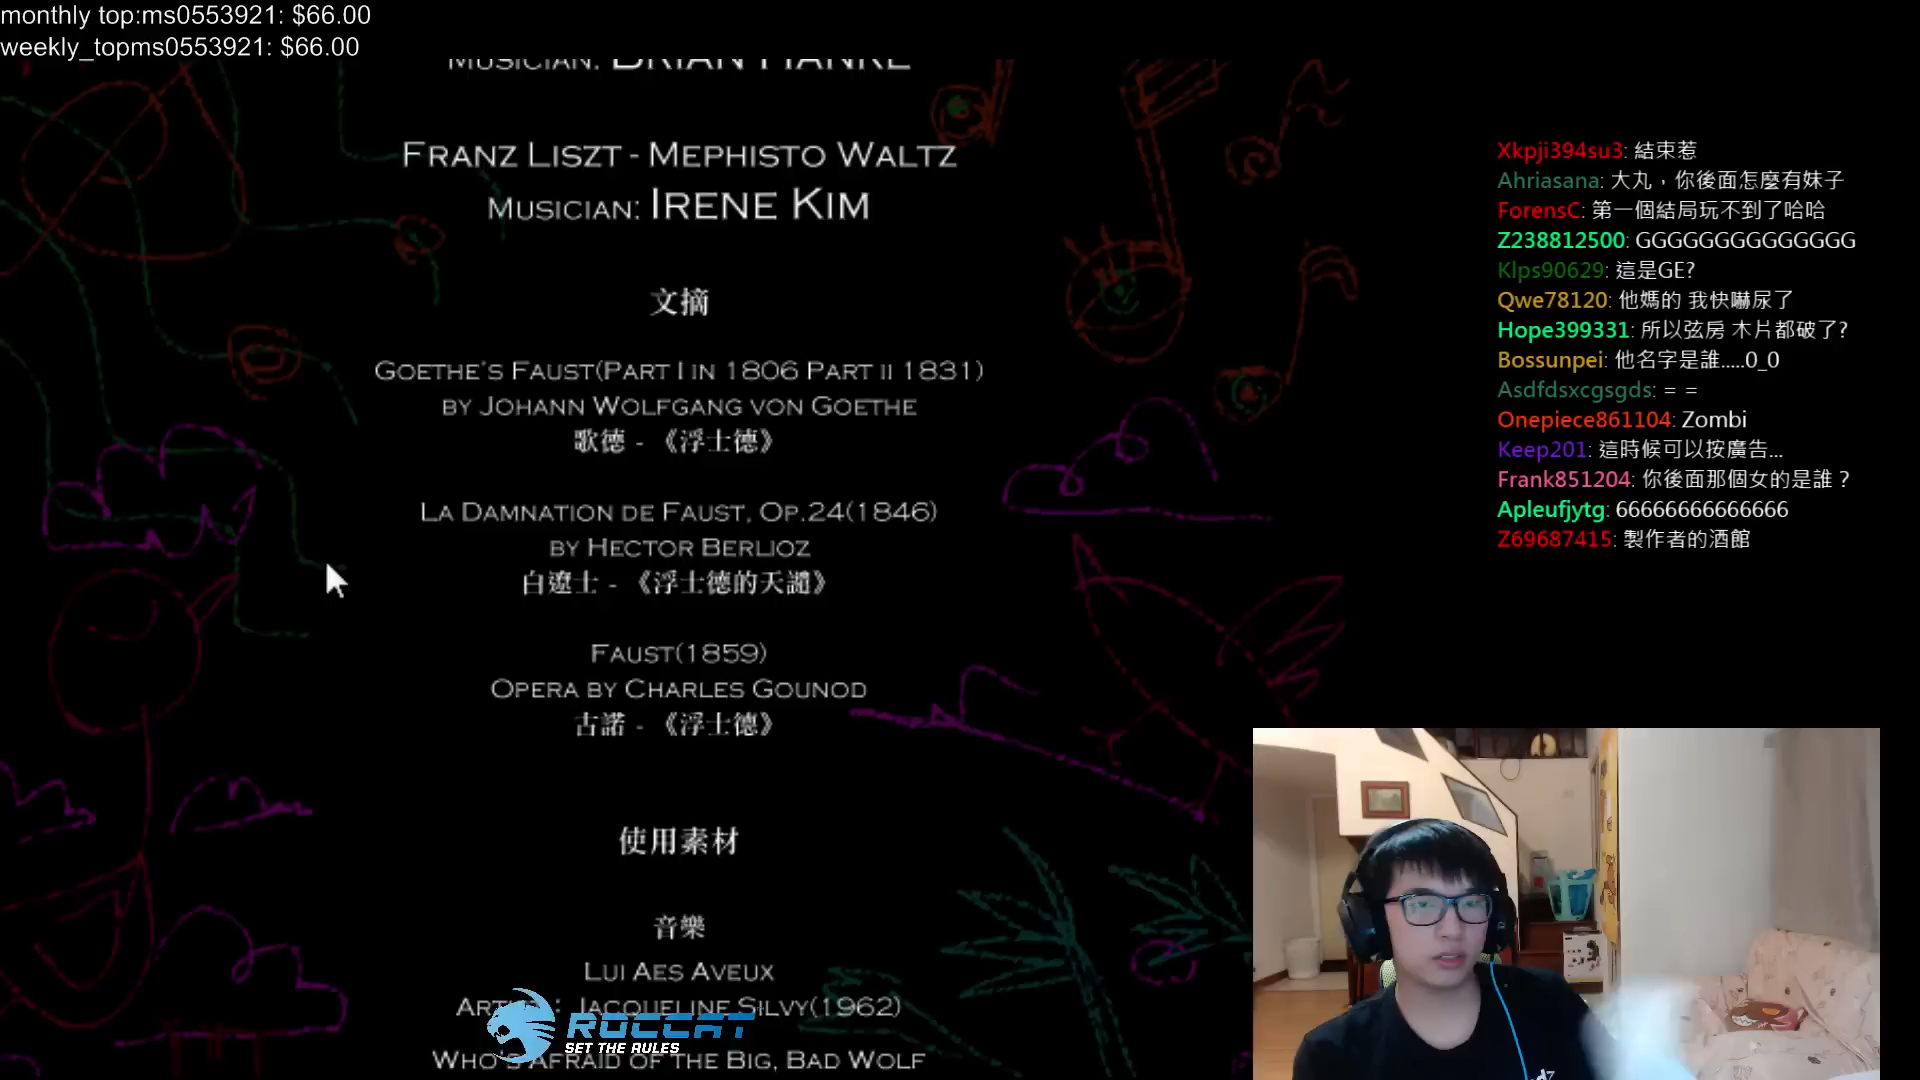 monthly top:ms0553921: $66.00
weekly_topms0553921: $66.00
MUSICIAN: BRIAN HANKE
FRANZ LISZT - MEPHISTO WALTZ
MUSICIAN: IRENE KIM
文摘
GOETHE'S FAUST(PART I IN 1806 PART II 1831)
BY JOHANN WOLFGANG VON GOETHE
歌德 - 《浮士德》
LA DAMNATION DE FAUST, OP.24(1846)
BY HECTOR BERLIOZ
白遼士 - 《浮士德的天譴》
FAUST(1859)
OPERA BY CHARLES GOUNOD
古諾 - 《浮士德》
使用素材
音樂
LUI AES AVEUX
JACQUELINE SILVY(1962)
WHO'S AFRAID OF THE BIG, BAD WOLF
ROCCAT
SET THE RULES
Xkpji394su3: 結束惹
Ahriasana: 大丸，你後面怎麼有妹子
ForensC: 第一個結局玩不到了哈哈
Z238812500: GGGGGGGGGGGGGG
Klps90629: 這是GE?
Qwe78120: 他媽的 我快嚇尿了
Hope399331: 所以弦房 木片都破了?
Bossunpei: 他名字是誰.....0_0
Asdfdsxcgsgds: = =
Onepiece861104: Zombi
Keep201: 這時候可以按廣告...
Frank851204: 你後面那個女的是誰？
Apleufjytg: 66666666666666
Z69687415: 製作者的酒館